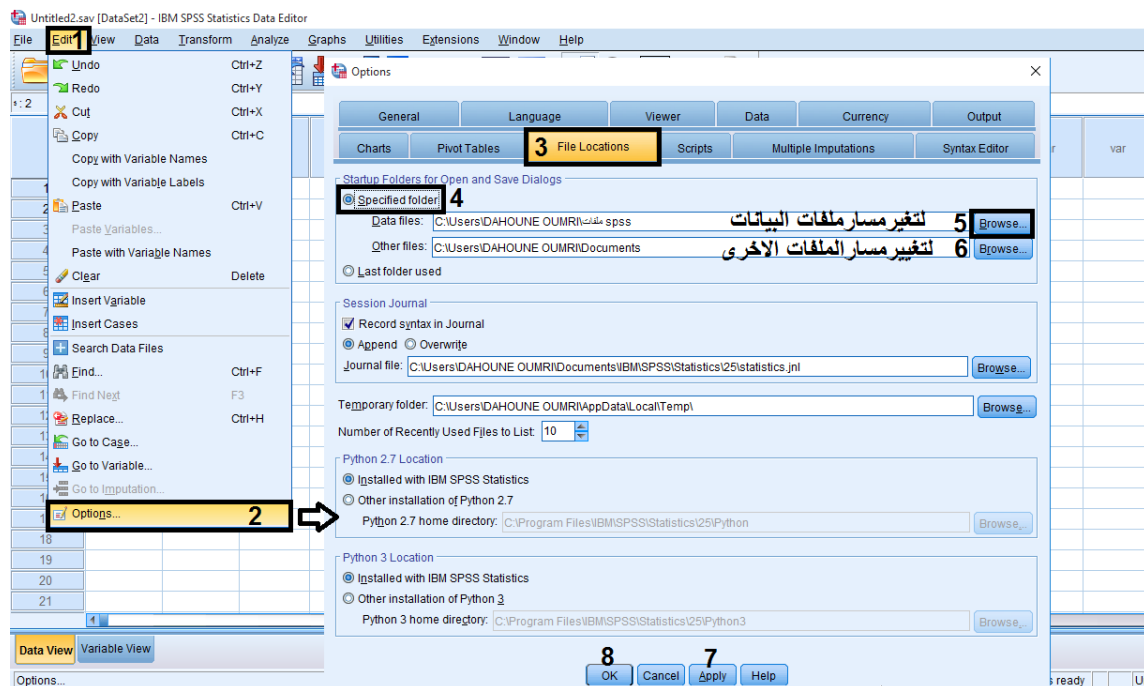 Untitled2.sav [DataSet2] - IBM SPSS Statistics Data Editor
File Edit 1 View Data Transform Analyze Graphs Utilities Extensions Window Help
Undo Ctrl+Z
Redo Ctrl+Y
Cut Ctrl+X
Copy Ctrl+C
Copy with Variable Names
Copy with Variable Labels
Paste Ctrl+V
Paste Variables...
Paste with Variable Names
Clear Delete
Insert Variable
Insert Cases
Search Data Files
Find... Ctrl+F
Find Next F3
Replace... Ctrl+H
Go to Case...
Go to Variable...
Go to Imputation...
Options... 2
18
19
20
21
Data View Variable View
Options...
Options
General Language Viewer Data Currency Output
Charts Pivot Tables 3 File Locations Scripts Multiple Imputations Syntax Editor
var
Startup Folders for Open and Save Dialogs
Specified folder 4
Data files: C:\Users\DAHOUNE OUMRI\ملفات spss لتغيرمسارملفات البيانات 5 Browse...
Other files: C:\Users\DAHOUNE OUMRI\Documents لتغييرمسارالملفات الاخرى 6 Browse...
Last folder used
Session Journal
Record syntax in Journal
Append Overwrite
Journal file: C:\Users\DAHOUNE OUMRI\Documents\IBM\SPSS\Statistics\25\statistics.jnl Browse...
Temporary folder: C:\Users\DAHOUNE OUMRI\AppData\Local\Temp\ Browse...
Number of Recently Used Files to List: 10
Python 2.7 Location
Installed with IBM SPSS Statistics
Other installation of Python 2.7
Python 2.7 home directory: C:\Program Files\IBM\SPSS\Statistics\25\Python Browse...
Python 3 Location
Installed with IBM SPSS Statistics
Other installation of Python 3
Python 3 home directory: C:\Program Files\IBM\SPSS\Statistics\25\Python3 Browse...
8 7
OK Cancel Apply Help
ready